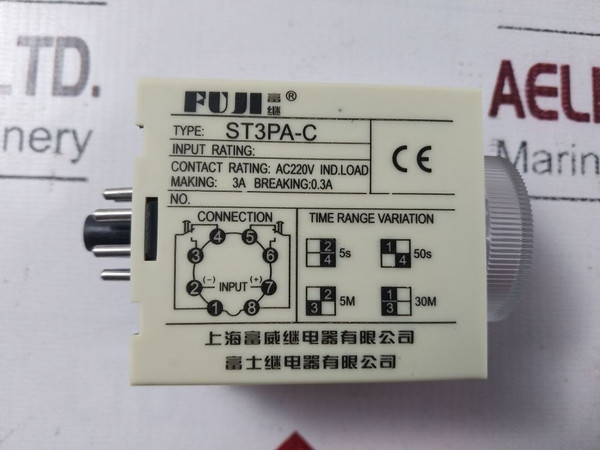 LTD.
nery
AELI
Marin
FUJI 富継 ®
TYPE: ST3PA-C
INPUT RATING:
CONTACT RATING: AC220V IND.LOAD
MAKING: 3A BREAKING:0.3A
NO.
CE
CONNECTION
4 5
3 6
2 (-) INPUT (+) 7
1 8
TIME RANGE VARIATION
2 4 5s
1 4 50s
2 3 5M
1 3 30M
上海富威继电器有限公司
富士继电器有限公司